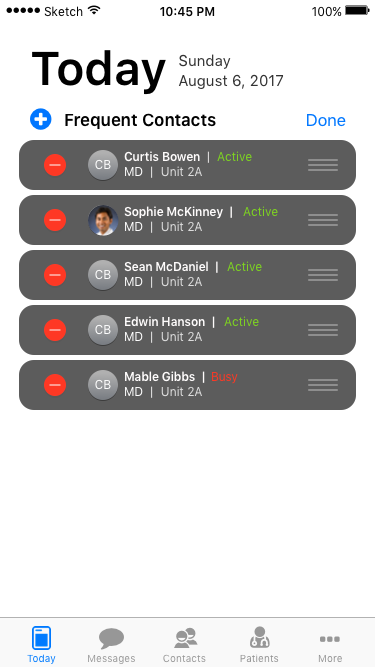 Sketch 10:45 PM 100%
Today
Sunday
August 6, 2017
Frequent Contacts Done
CB Curtis Bowen | Active
MD | Unit 2A
Sophie McKinney | Active
MD | Unit 2A
CB Sean McDaniel | Active
MD | Unit 2A
CB Edwin Hanson | Active
MD | Unit 2A
CB Mable Gibbs | Busy
MD | Unit 2A
Today Messages Contacts Patients More